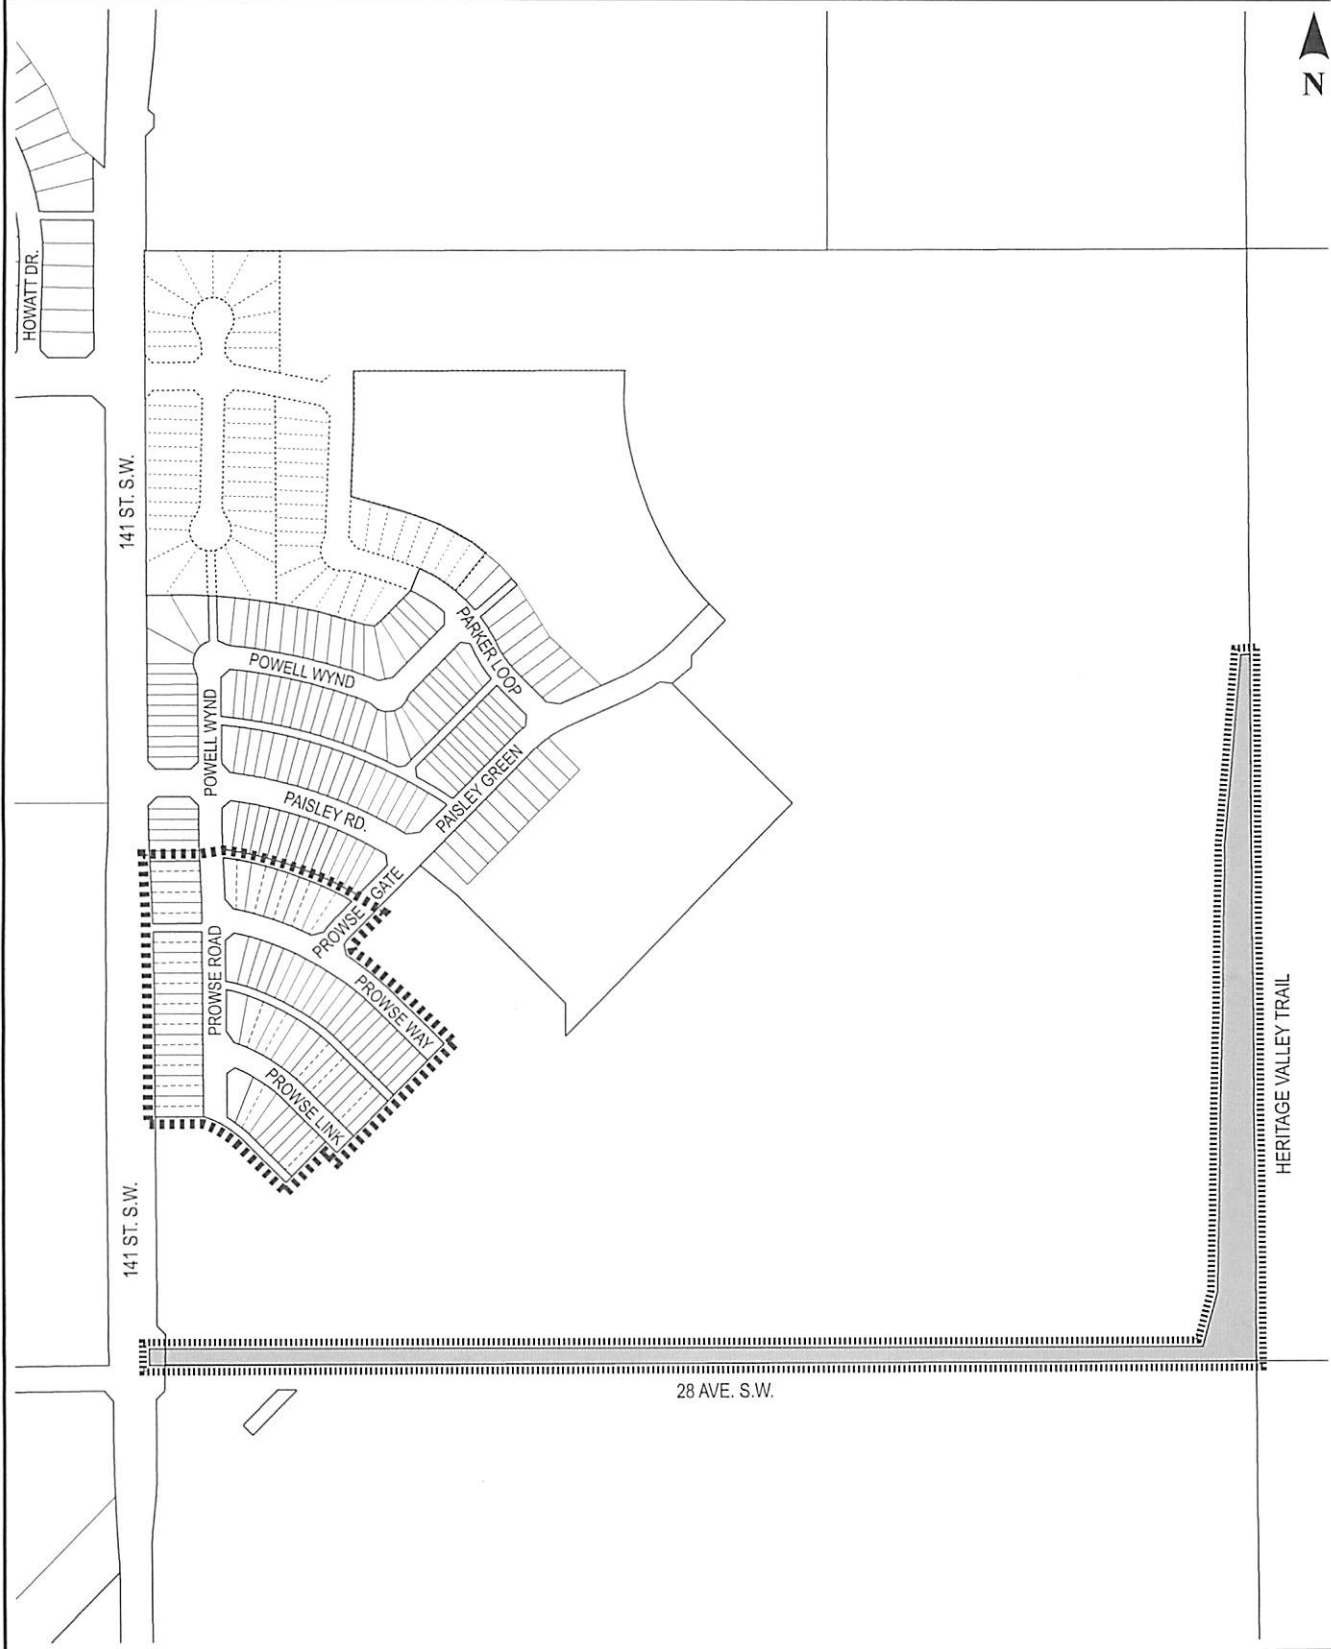 N
HOWATT DR.
141 ST. S.W.
PARKER LOOP
POWELL WYND
POWELL WYND
PAISLEY GREEN
PAISLEY RD.
PROWSE GATE
PROWSE ROAD
PROWSE WAY
PROWSE LINK
HERITAGE VALLEY TRAIL
141 ST. S.W.
28 AVE. S.W.